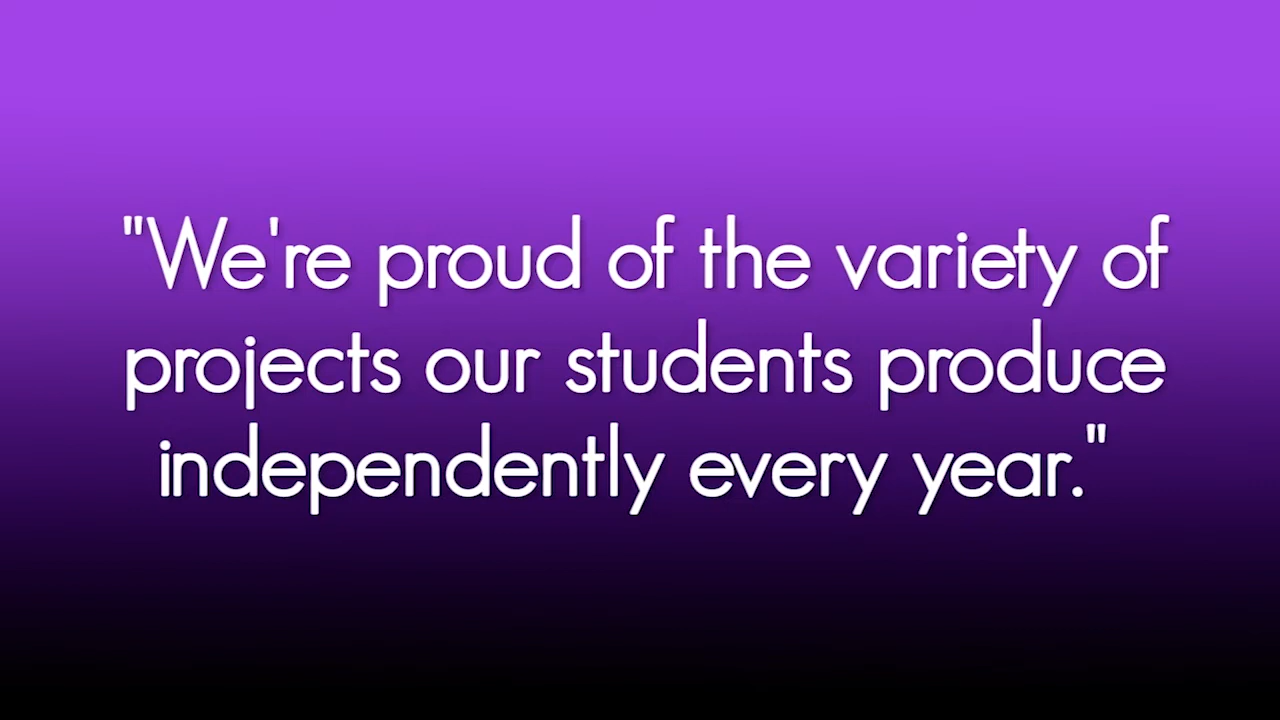 "We're proud of the variety of
projects our students produce
independently every year."